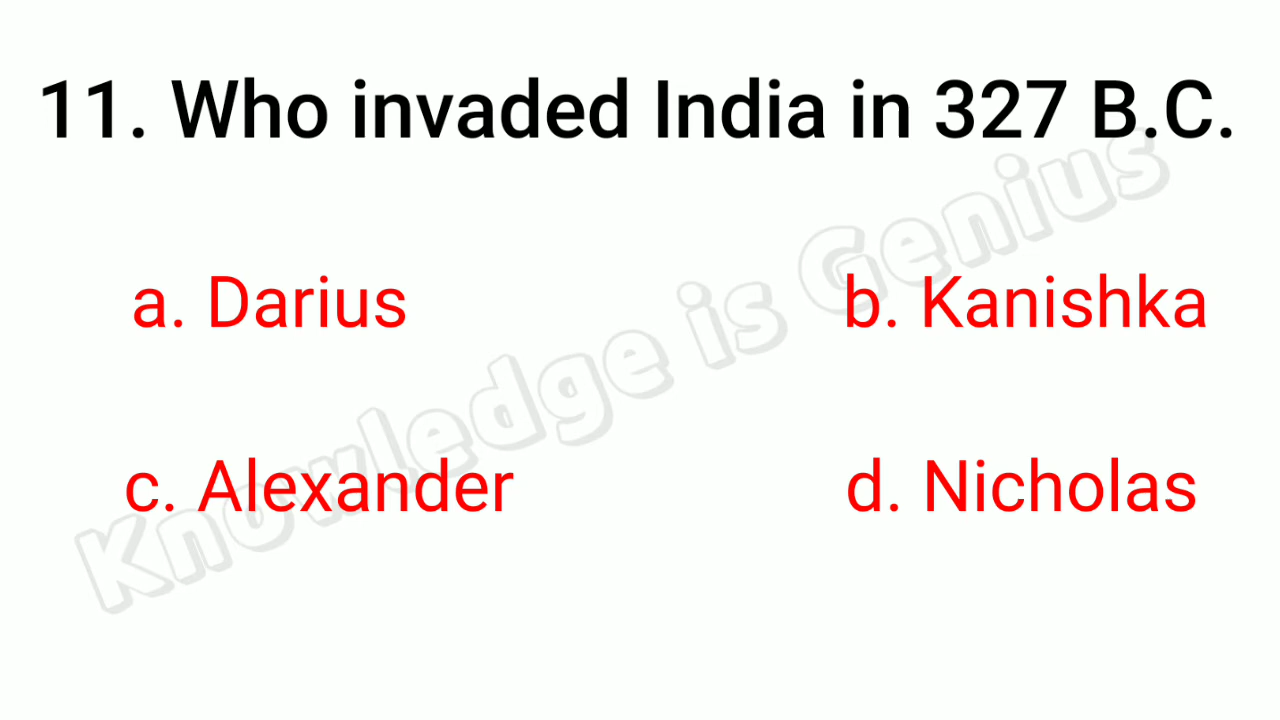 11. Who invaded India in 327 B.C.
a. Darius b. Kanishka
c. Alexander d. Nicholas
Knowledge is Genius